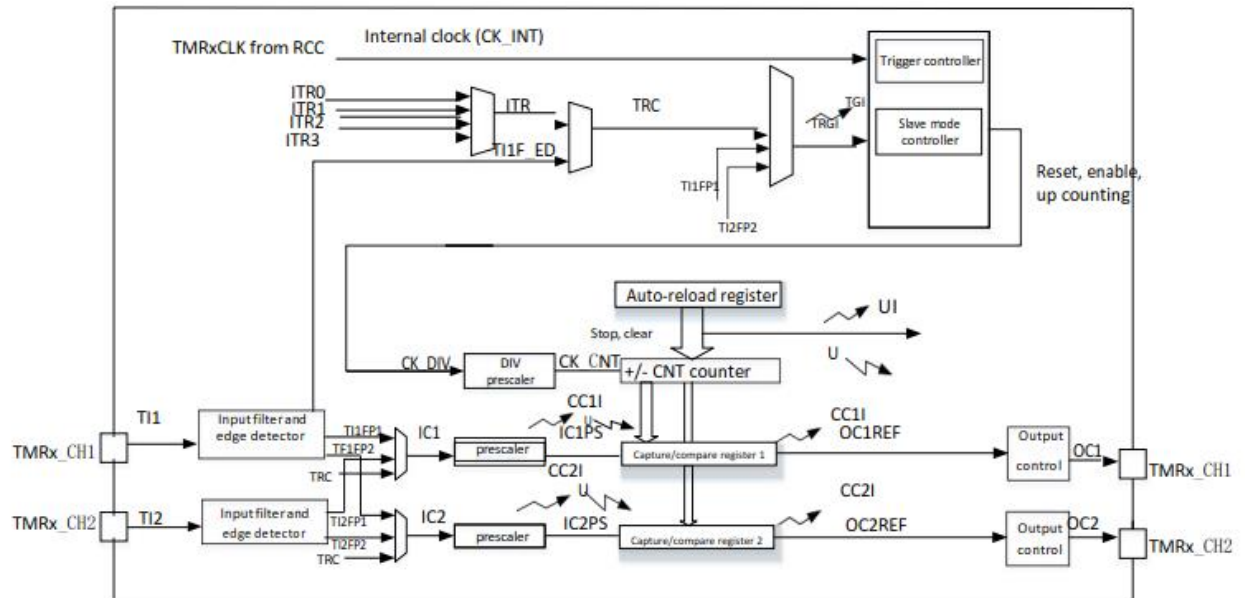 Internal clock (CK_INT)
TMRxCLK from RCC
Trigger controller
ITR0
ITR1
ITR2
ITR3
ITR
TRC
TGI
TRGI
Slave mode
controller
TI1F_ED
TI1FP1
TI2FP2
Reset, enable,
up counting
Auto-reload register
UI
Stop, clear
U
CK_DIV
DIV
prescaler
CK_CNT
+/- CNT counter
TI1
Input filter and
edge detector
TI1FP1
TF1FP2
TRC
IC1
CC1I
U
IC1PS
prescaler
Capture/compare register 1
CC1I
OC1REF
Output
control
OC1
TMRx_CH1
TMRx_CH1
CC2I
U
TMRx_CH2
TI2
Input filter and
edge detector
TI2FP1
TI2FP2
TRC
IC2
IC2PS
prescaler
Capture/compare register 2
CC2I
OC2REF
Output
control
OC2
TMRx_CH2